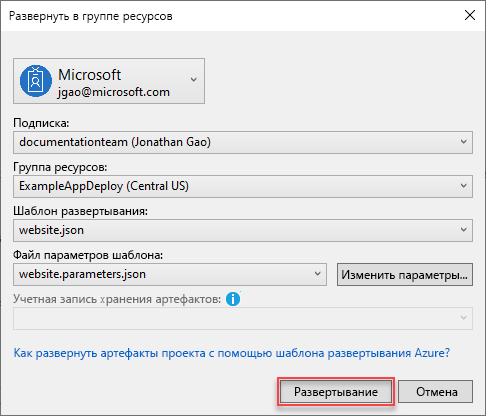 Развернуть в группе ресурсов
Microsoft
jgao@microsoft.com
Подписка:
documentationteam (Jonathan Gao)
Группа ресурсов:
ExampleAppDeploy (Central US)
Шаблон развертывания:
website.json
Файл параметров шаблона:
website.parameters.json
Изменить параметры...
Учетная запись хранения артефактов:
Как развернуть артефакты проекта с помощью шаблона развертывания Azure?
Развертывание
Отмена